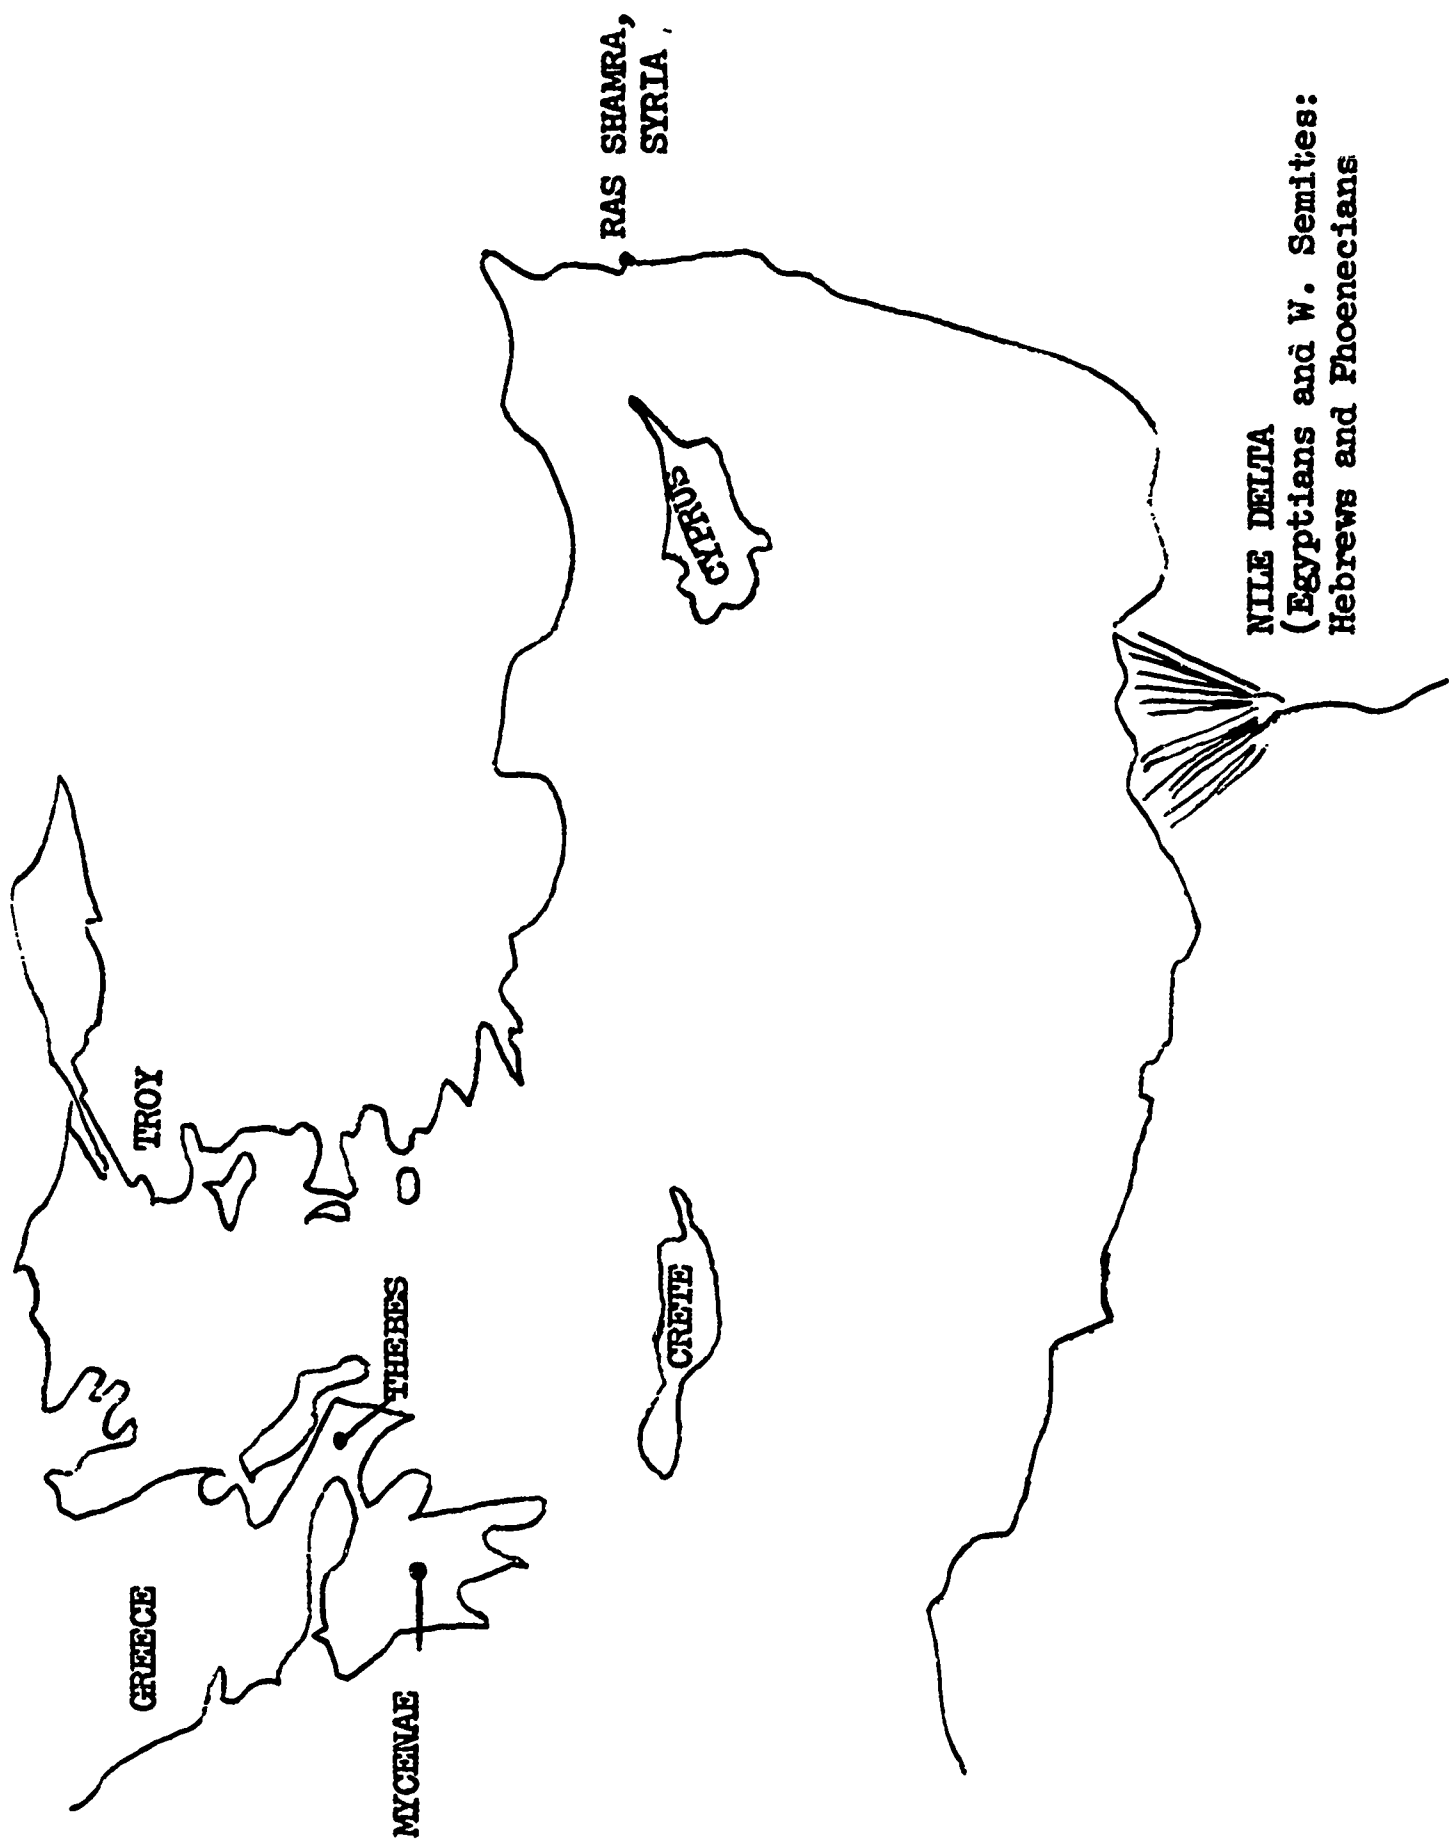 GREECE
TROY
MYCENAE
THEBES
CRETE
CYPRUS
RAS SHAMRA,
SYRIA
NILE DELTA
(Egyptians and W. Semites:
Hebrews and Phoenecians